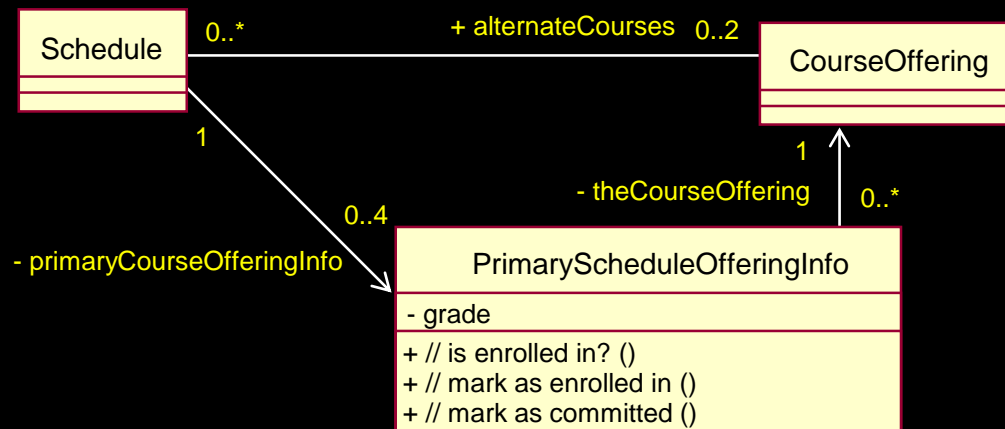 Schedule
0..*
+ alternateCourses
0..2
CourseOffering
1
0..4
- primaryCourseOfferingInfo
1
- theCourseOffering
0..*
PrimaryScheduleOfferingInfo
- grade
+ // is enrolled in? ()
+ // mark as enrolled in ()
+ // mark as committed ()